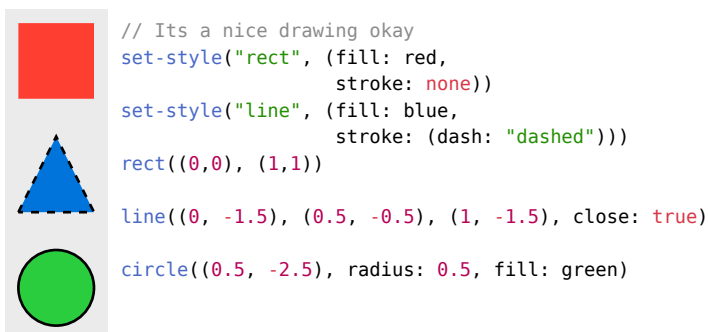 // Its a nice drawing okay
set-style("rect", (fill: red,
                  stroke: none))
set-style("line", (fill: blue,
                  stroke: (dash: "dashed")))
rect((0,0), (1,1))
line((0, -1.5), (0.5, -0.5), (1, -1.5), close: true)
circle((0.5, -2.5), radius: 0.5, fill: green)